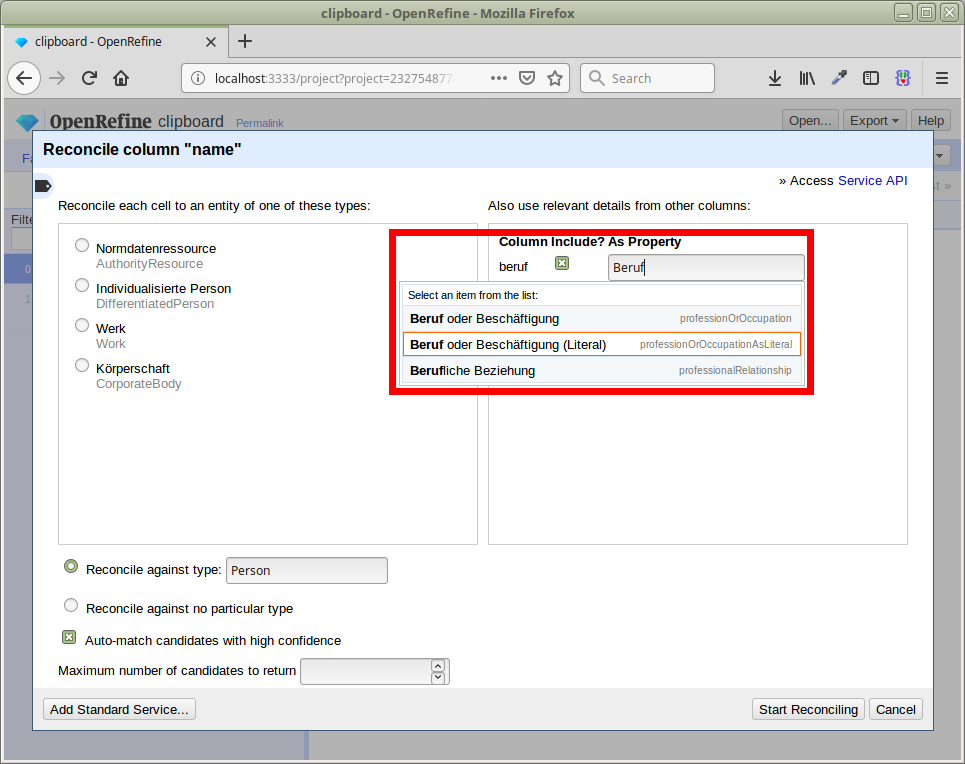 clipboard - OpenRefine - Mozilla Firefox
clipboard - OpenRefine
localhost:3333/project?project=23275487
Search
OpenRefine clipboard Permalink
Open... Export Help
Reconcile column "name"
» Access Service API
Reconcile each cell to an entity of one of these types:
Also use relevant details from other columns:
Normdatenressource
AuthorityResource
Individualisierte Person
DifferentiatedPerson
Werk
Work
Körperschaft
CorporateBody
Column Include? As Property
beruf Beruf
Select an item from the list:
Beruf oder Beschäftigung professionOrOccupation
Beruf oder Beschäftigung (Literal) professionOrOccupationAsLiteral
Berufliche Beziehung professionalRelationship
Reconcile against type: Person
Reconcile against no particular type
Auto-match candidates with high confidence
Maximum number of candidates to return
Add Standard Service... Start Reconciling Cancel